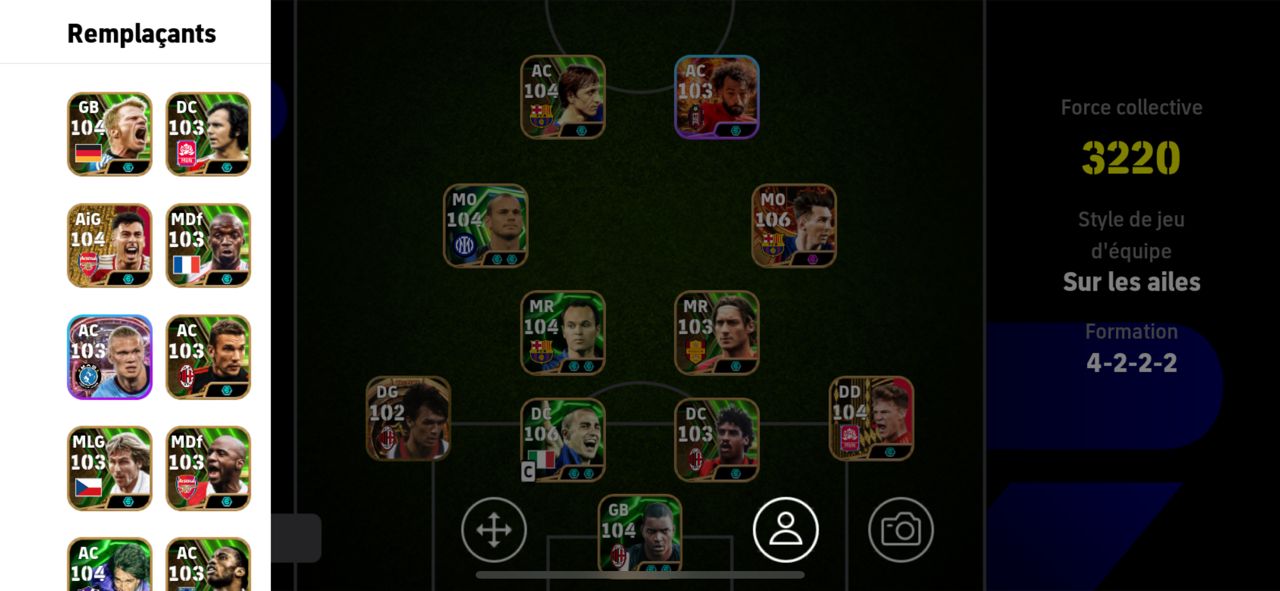 Remplaçants
GB
104
DC
103
AiG
104
MDf
103
AC
103
AC
103
MLG
103
MDf
103
AC
104
AC
103
AC
104
AC
103
MO
104
MO
106
MR
104
MR
103
DG
102
DC
106
C
DC
103
DD
104
GB
104
Force collective
3220
Style de jeu
d'équipe
Sur les ailes
Formation
4-2-2-2